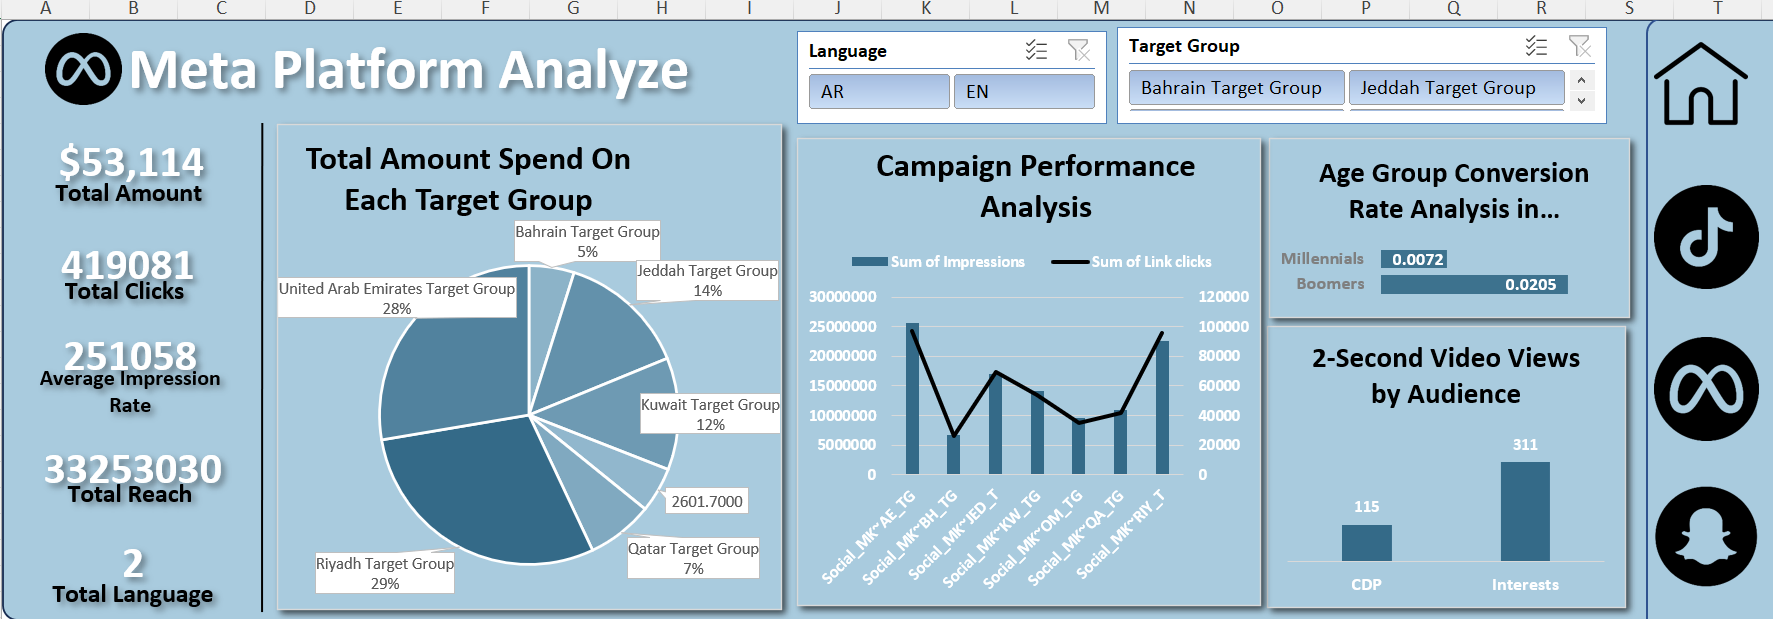 A B C D E F G H I J K L M N O P Q R S T
Meta Platform Analyze
Language
AR EN
Target Group
Bahrain Target Group Jeddah Target Group
$53,114
Total Amount
419081
Total Clicks
251058
Average Impression
Rate
33253030
Total Reach
2
Total Language
Total Amount Spend On
Each Target Group
Bahrain Target Group
5%
Jeddah Target Group
14%
United Arab Emirates Target Group
28%
Kuwait Target Group
12%
2601.7000
Qatar Target Group
7%
Riyadh Target Group
29%
Campaign Performance
Analysis
Sum of Impressions Sum of Link clicks
30000000 120000
25000000 100000
20000000 80000
15000000 60000
10000000 40000
5000000 20000
0 0
Social_MK~AE_TG
Social_MK~BH_TG
Social_MK~JED_T
Social_MK~KW_TG
Social_MK~OM_TG
Social_MK~QA_TG
Social_MK~RIY_T
Age Group Conversion
Rate Analysis in...
Millennials 0.0072
Boomers 0.0205
2-Second Video Views
by Audience
311
115
CDP Interests